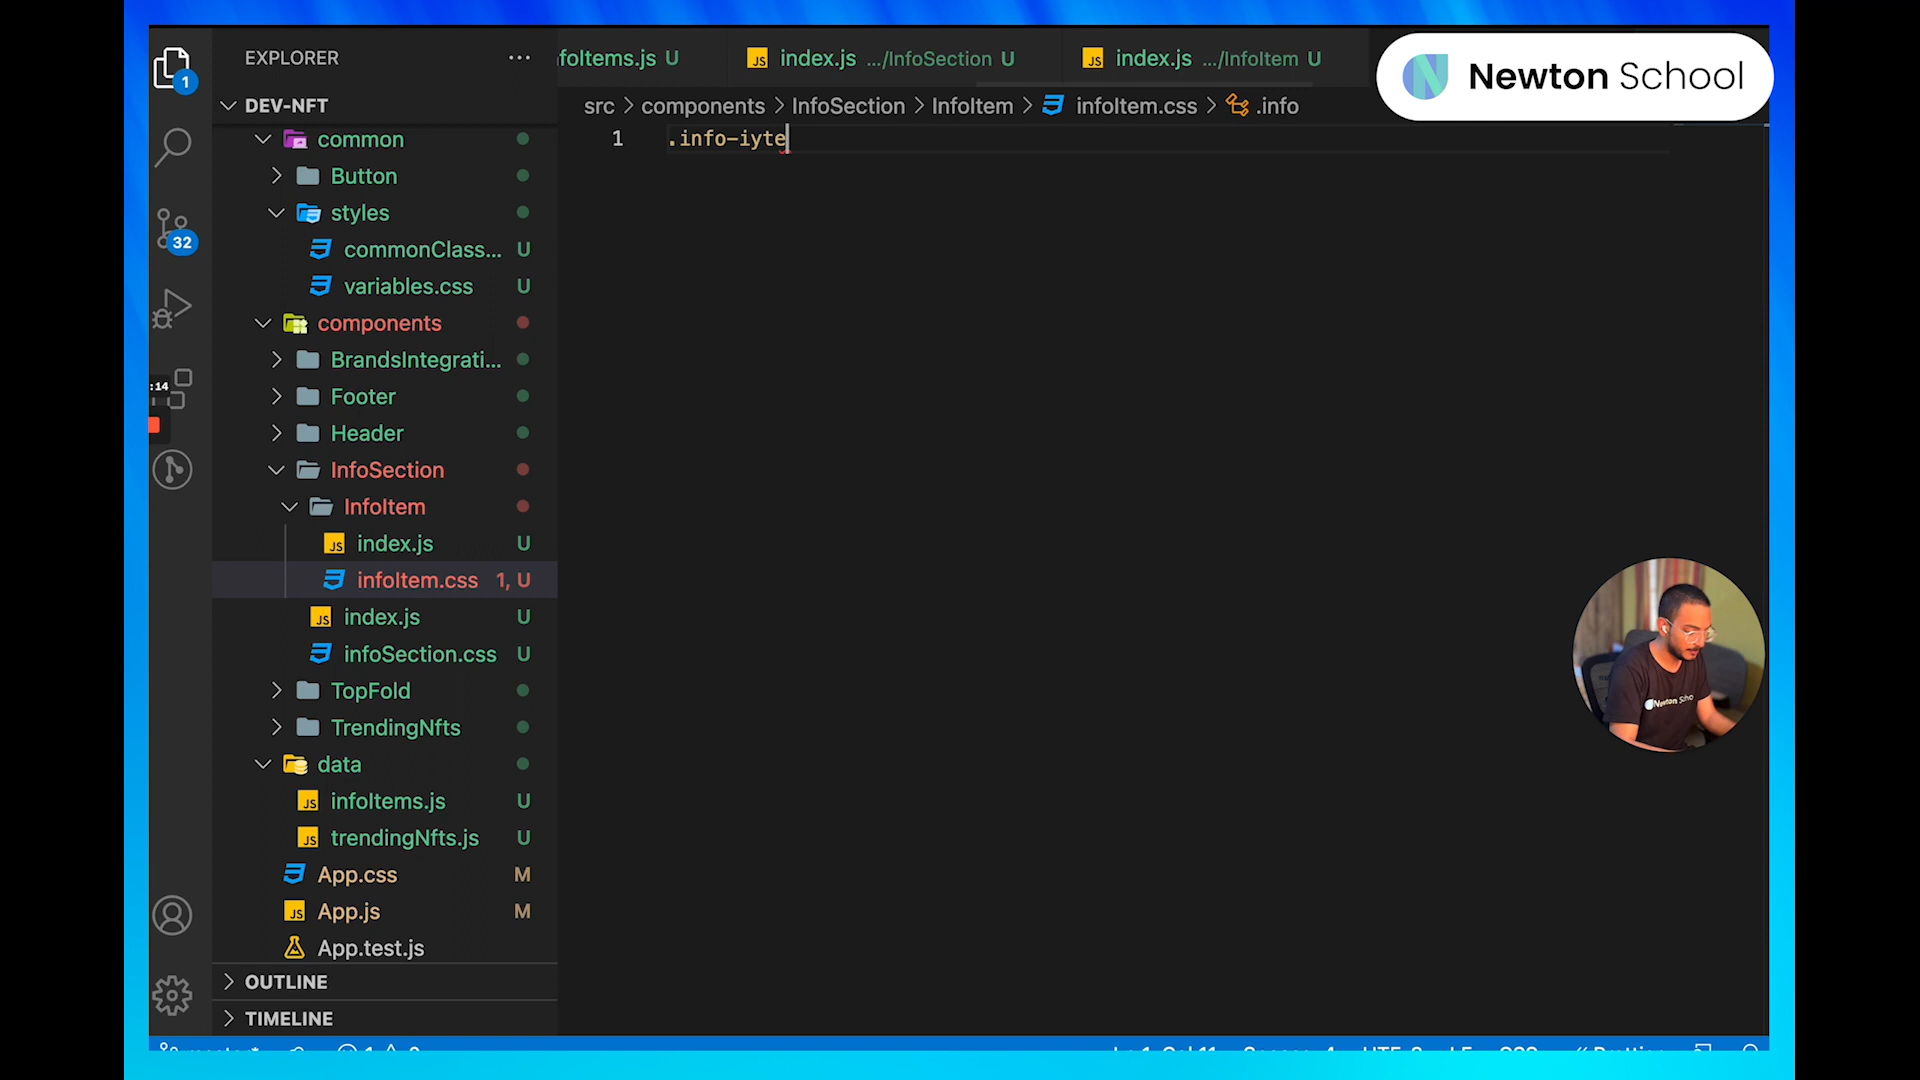 EXPLORER
foItems.js U
index.js .../InfoSection U
index.js .../InfoItem U
Newton School
1
DEV-NFT
src > components > InfoSection > InfoItem > infoItem.css > .info
common
1 .info-iyte
Button
styles
commonClass... U
32
variables.css U
components
BrandsIntegrati... 
:14
Footer
Header
InfoSection
InfoItem
index.js U
infoItem.css 1, U
index.js U
infoSection.css U
TopFold
Newton Scho
TrendingNfts
data
infoItems.js U
trendingNfts.js U
App.css M
App.js M
App.test.js
OUTLINE
TIMELINE